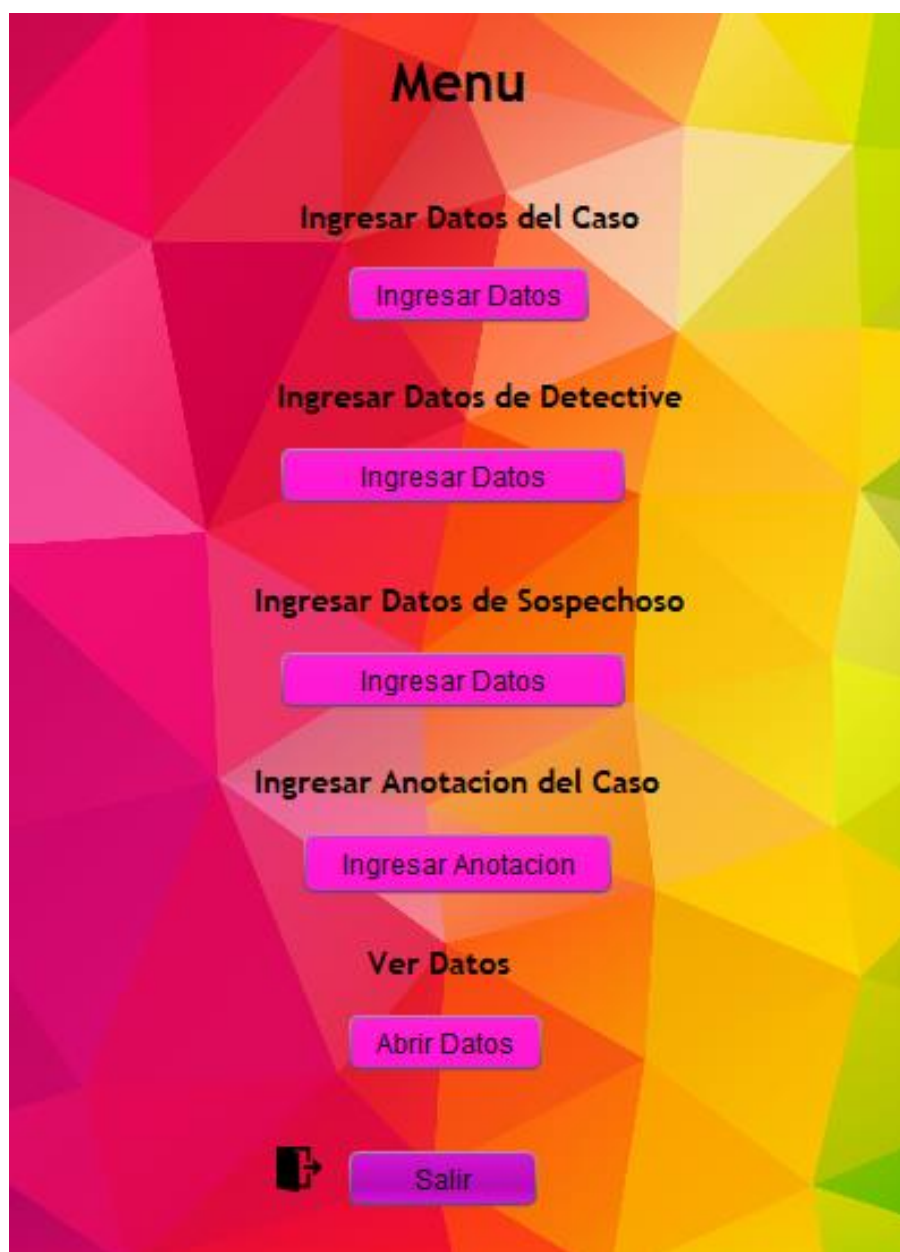 Menu
Ingresar Datos del Caso
Ingresar Datos
Ingresar Datos de Detective
Ingresar Datos
Ingresar Datos de Sospechoso
Ingresar Datos
Ingresar Anotacion del Caso
Ingresar Anotacion
Ver Datos
Abrir Datos
Salir